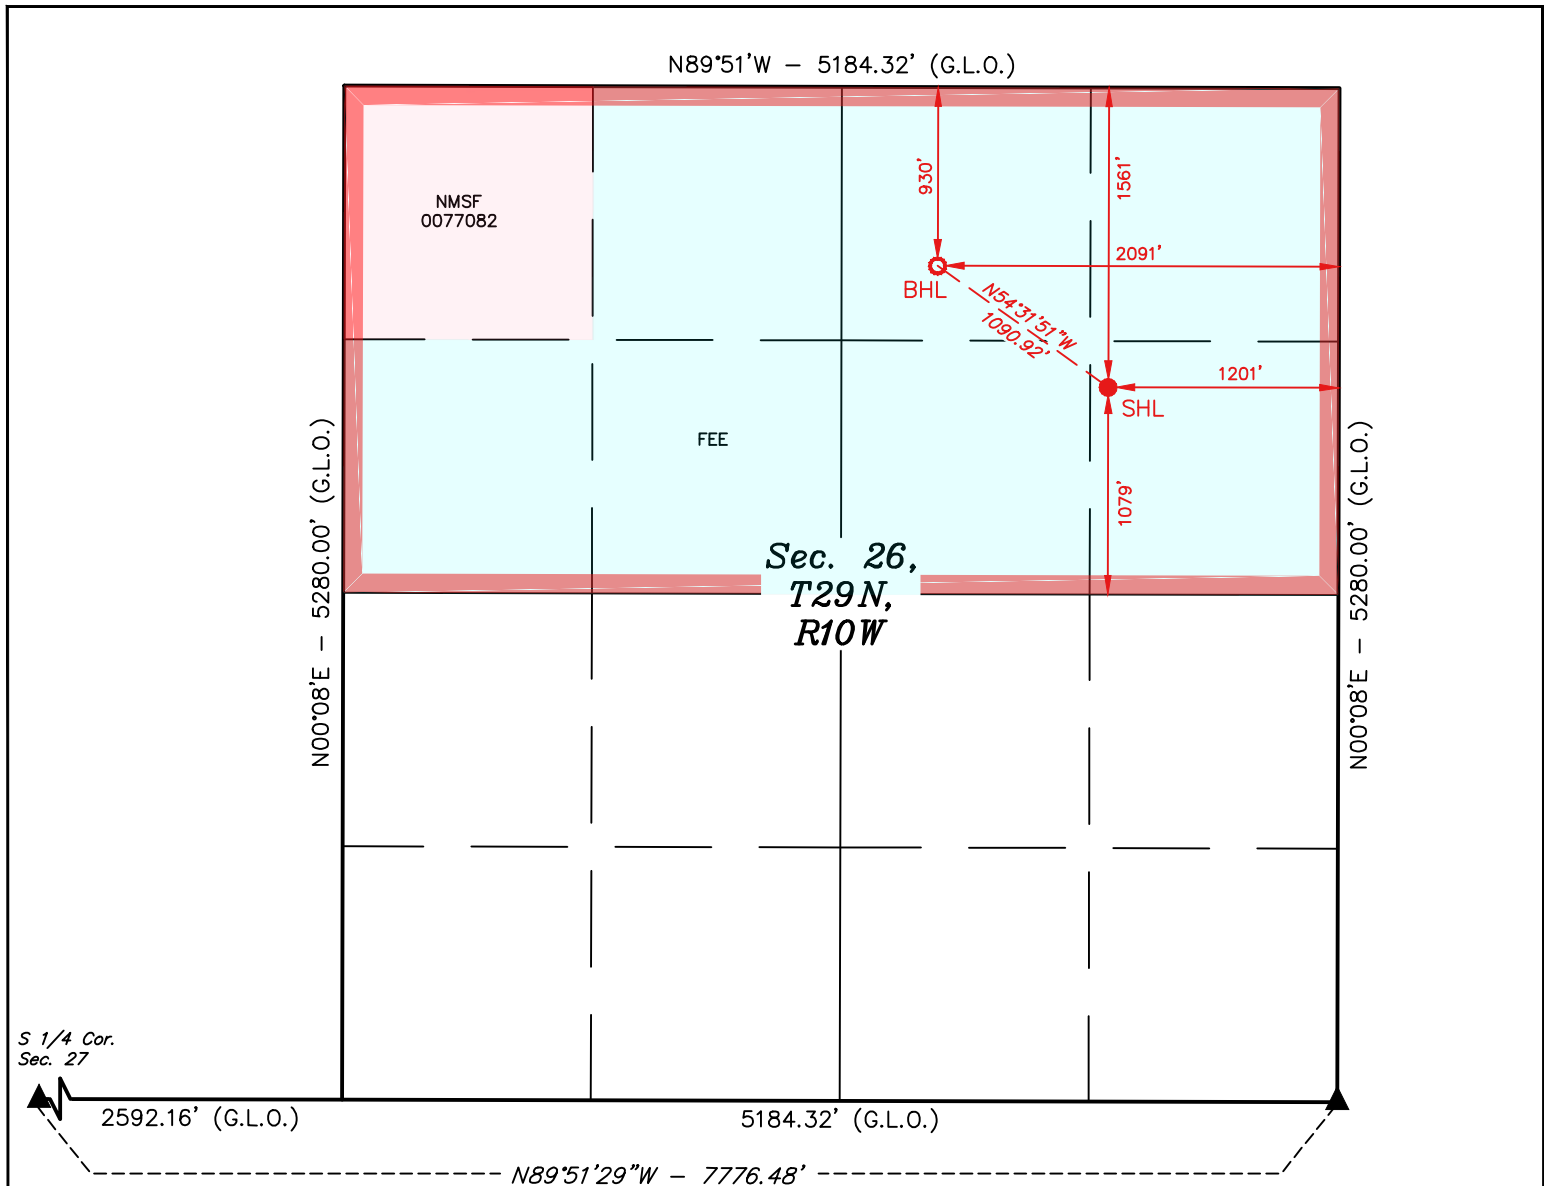 N89°51'W – 5184.32' (G.L.O.)
NMSF
0077082
930'
1561'
2091'
BHL
N54°31'51"W
1090.92'
1201'
SHL
FEE
1079'
N00°08'E – 5280.00' (G.L.O.)
N00°08'E – 5280.00' (G.L.O.)
Sec. 26,
T29N,
R10W
S 1/4 Cor.
Sec. 27
2592.16' (G.L.O.)
5184.32' (G.L.O.)
N89°51'29"W – 7776.48'